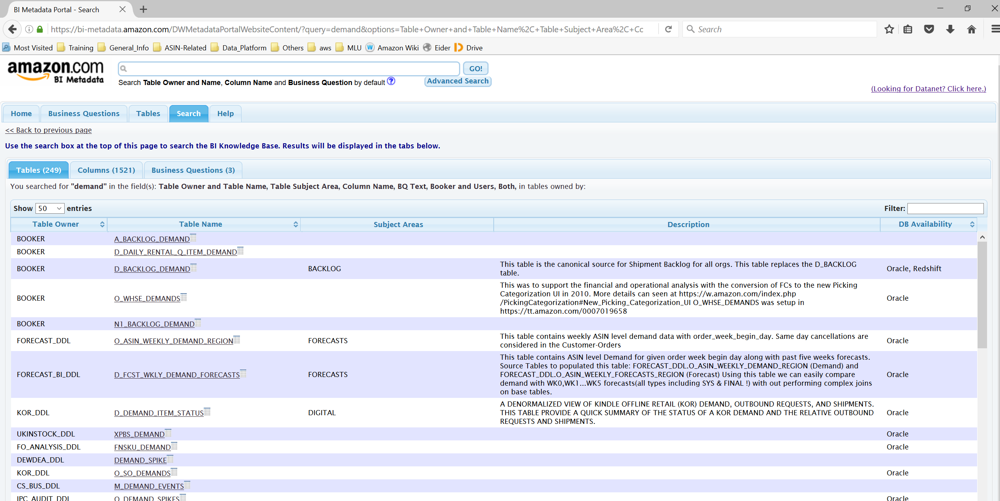 BI Metadata Portal - Search
https://bi-metadata.amazon.com/DWMetadataPortalWebsiteContent/?query=demand&options=Table+Owner+and+Table+Name%2C+Table+Subject+Area%2C+Cc
Search
Most Visited Training General_Info ASIN-Related Data_Platform Others aws MLU Amazon Wiki Eider Drive
amazon.com
BI Metadata
GO!
Search Table Owner and Name, Column Name and Business Question by default
Advanced Search
(Looking for Datanet? Click here.)
Home Business Questions Tables Search Help
<< Back to previous page
Use the search box at the top of this page to search the BI Knowledge Base. Results will be displayed in the tabs below.
Tables (249) Columns (1521) Business Questions (3)
You searched for "demand" in the field(s): Table Owner and Table Name, Table Subject Area, Column Name, BQ Text, Booker and Users, Both, in tables owned by:
Show 50 entries Filter:
Table Owner Table Name Subject Areas Description DB Availability
BOOKER A_BACKLOG_DEMAND
BOOKER D_DAILY_RENTAL_Q_ITEM_DEMAND
BOOKER D_BACKLOG_DEMAND BACKLOG This table is the canonical source for Shipment Backlog for all orgs. This table replaces the D_BACKLOG
table.
Oracle, Redshift
BOOKER O_WHSE_DEMANDS This was to support the financial and operational analysis with the conversion of FCs to the new Picking
Categorization UI in 2010. More details can seen at https://w.amazon.com/index.php
/PickingCategorization#New_Picking_Categorization_UI O_WHSE_DEMANDS was setup in
https://tt.amazon.com/0007019658
Oracle
BOOKER N1_BACKLOG_DEMAND
FORECAST_DDL O_ASIN_WEEKLY_DEMAND_REGION FORECASTS This table contains weekly ASIN level demand data with order_week_begin_day. Same day cancellations are
considered in the Customer-Orders
Oracle
FORECAST_BI_DDL D_FCST_WKLY_DEMAND_FORECASTS FORECASTS This table contains ASIN level Demand for given order week begin day along with past five weeks forecasts.
Source Tables to populated this table: FORECAST_DDL.O_ASIN_WEEKLY_DEMAND_REGION (Demand) and
FORECAST_DDL.O_ASIN_WEEKLY_FORECASTS_REGION (Forecast) Using this table we can easily compare
demand with WK0,WK1...WK5 forecasts(all types including SYS & FINAL !) with out performing complex joins
on base tables.
Oracle
KOR_DDL D_DEMAND_ITEM_STATUS DIGITAL A DENORMALIZED VIEW OF KINDLE OFFLINE RETAIL (KOR) DEMAND, OUTBOUND REQUESTS, AND SHIPMENTS.
THIS TABLE PROVIDE A QUICK SUMMARY OF THE STATUS OF A KOR DEMAND AND THE RELATIVE OUTBOUND
REQUESTS AND SHIPMENTS.
Oracle
UKINSTOCK_DDL XPBS_DEMAND Oracle
FO_ANALYSIS_DDL FNSKU_DEMAND Oracle
DEWDEA_DDL DEMAND_SPIKE
KOR_DDL O_SO_DEMANDS Oracle
CS_BUS_DDL M_DEMAND_EVENTS
IPC_AUDIT_DDL O_DEMAND_SPIKES Oracle